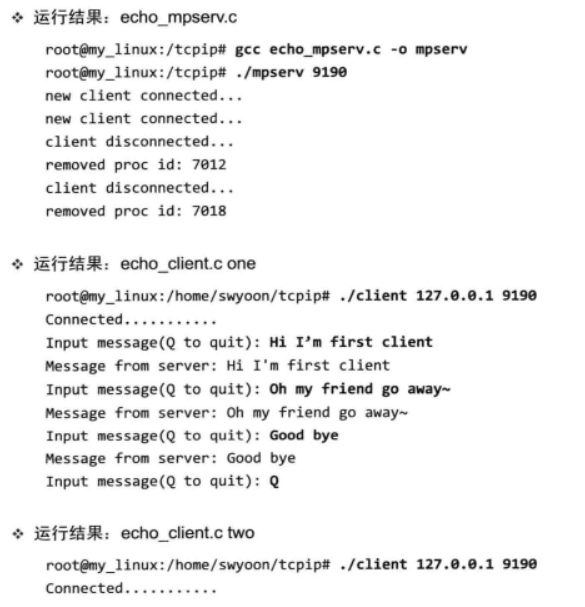 ❖ 运行结果：echo_mpserv.c
root@my_linux:/tcpip# gcc echo_mpserv.c -o mpserv
root@my_linux:/tcpip# ./mpserv 9190
new client connected...
new client connected...
client disconnected...
removed proc id: 7012
client disconnected...
removed proc id: 7018
❖ 运行结果：echo_client.c one
root@my_linux:/home/swyoon/tcpip# ./client 127.0.0.1 9190
Connected...........
Input message(Q to quit): Hi I’m first client
Message from server: Hi I'm first client
Input message(Q to quit): Oh my friend go away~
Message from server: Oh my friend go away~
Input message(Q to quit): Good bye
Message from server: Good bye
Input message(Q to quit): Q
❖ 运行结果：echo_client.c two
root@my_linux:/home/swyoon/tcpip# ./client 127.0.0.1 9190
Connected...........